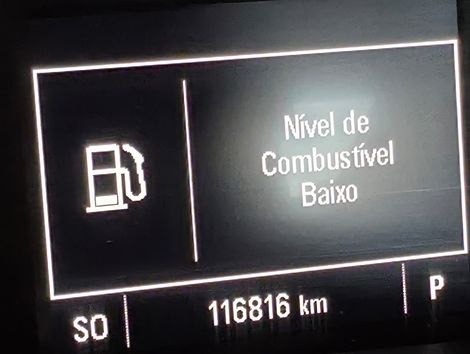 Nível de
Combustível
Baixo
SO 116816 km P